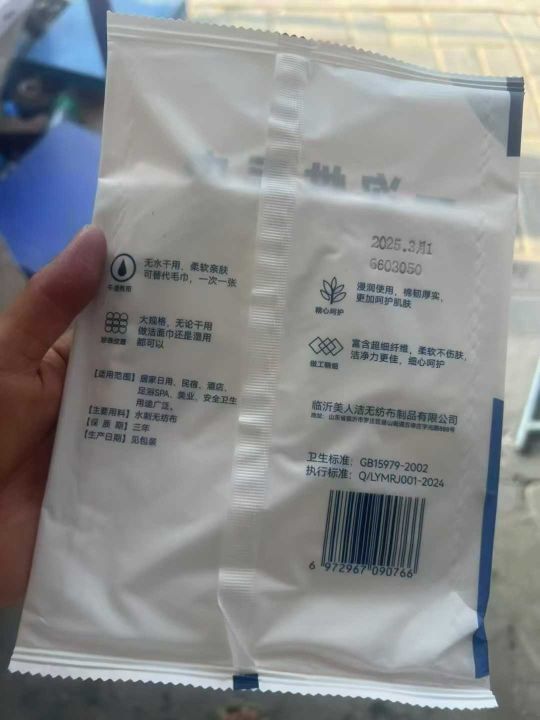 2025.3月1
G603050
无水干用、柔软亲肤
可替代毛巾，一次一张
干湿两用
大规格，无论干用
做洁面巾还是湿用
都可以
浸润使用，棉韧厚实，
更加呵护肌肤
精心呵护
富含超细纤维，柔软不伤肤，
洁净力更佳，细心呵护
做工精细
【适用范围】居家日用、民宿、酒店、
足浴SPA、美业、安全卫生
用途广泛。
【主要用料】水刺无纺布
【保 质 期】三年
【生产日期】见包装
临沂美人洁无纺布制品有限公司
卫生标准：GB15979-2002
执行标准：Q/LYMRJ001-2024
6 972967 090766